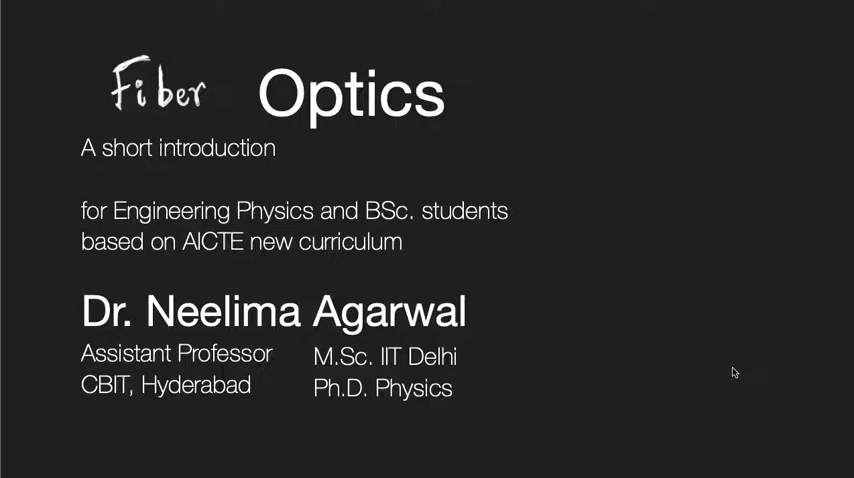 Fiber Optics
A short introduction
for Engineering Physics and BSc. students
based on AICTE new curriculum
Dr. Neelima Agarwal
Assistant Professor
CBIT, Hyderabad
M.Sc. IIT Delhi
Ph.D. Physics